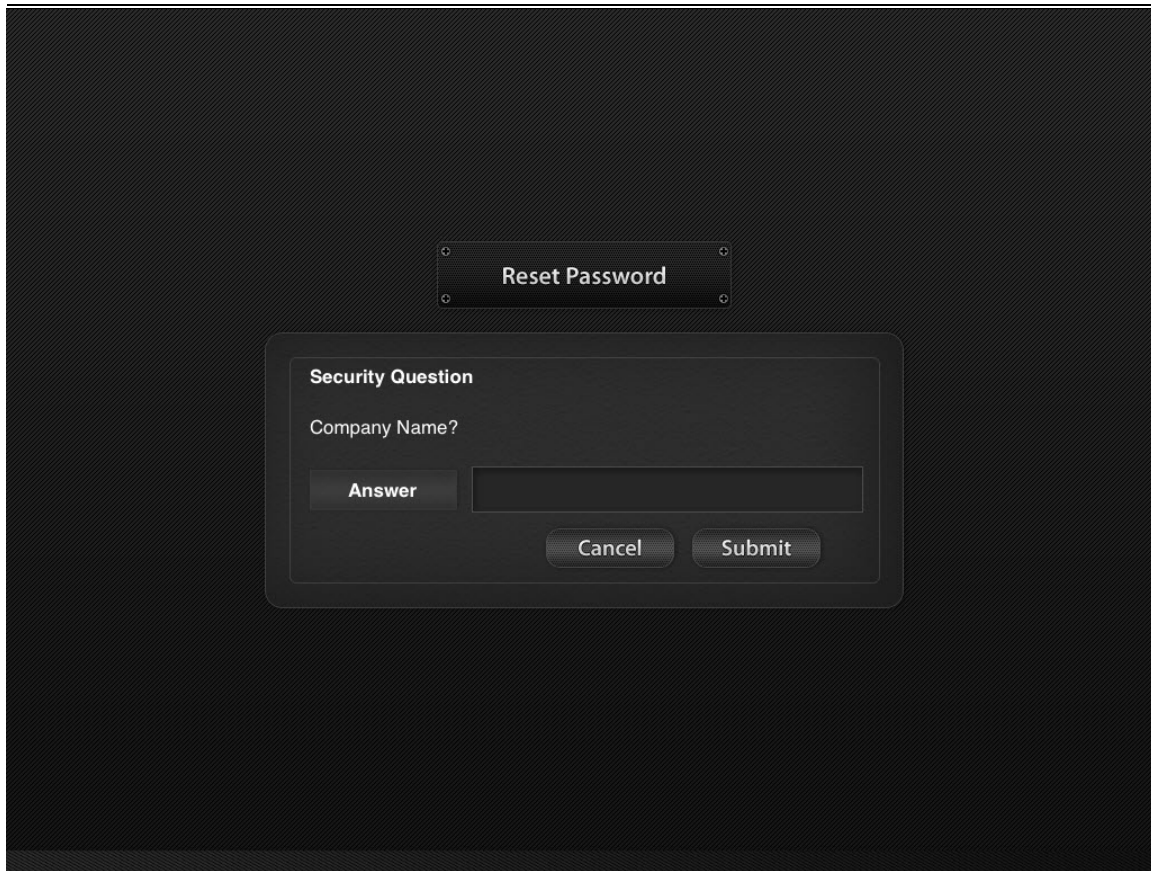 Reset Password
Security Question
Company Name?
Answer
Cancel Submit